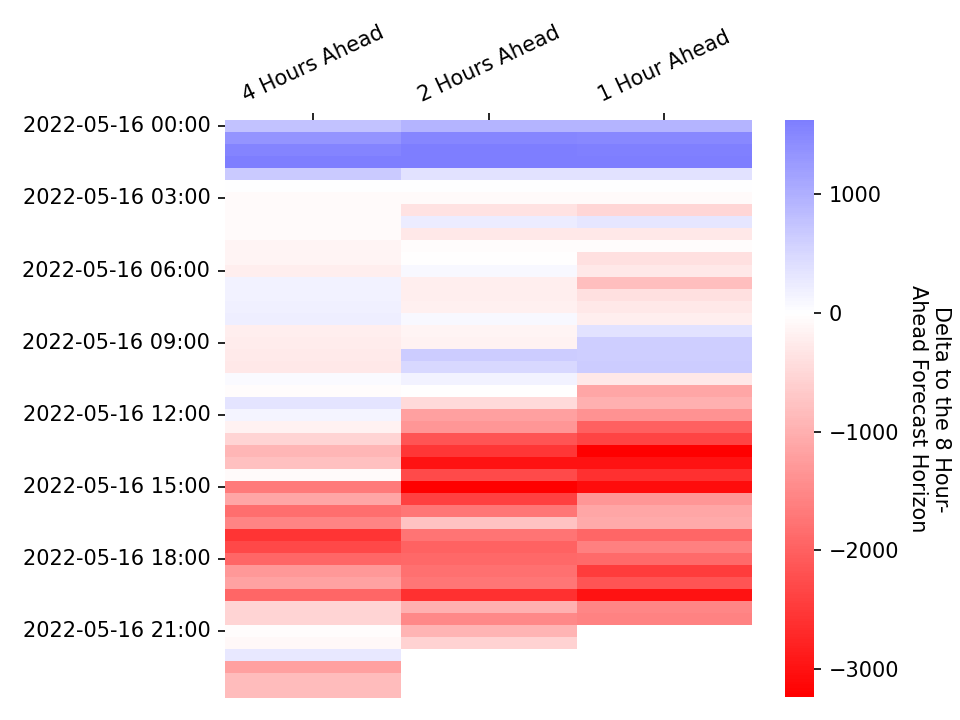 4 Hours Ahead
2 Hours Ahead
1 Hour Ahead
2022-05-16 00:00
2022-05-16 03:00
2022-05-16 06:00
2022-05-16 09:00
2022-05-16 12:00
2022-05-16 15:00
2022-05-16 18:00
2022-05-16 21:00
1000
0
−1000
−2000
−3000
Delta to the 8 Hour-
Ahead Forecast Horizon